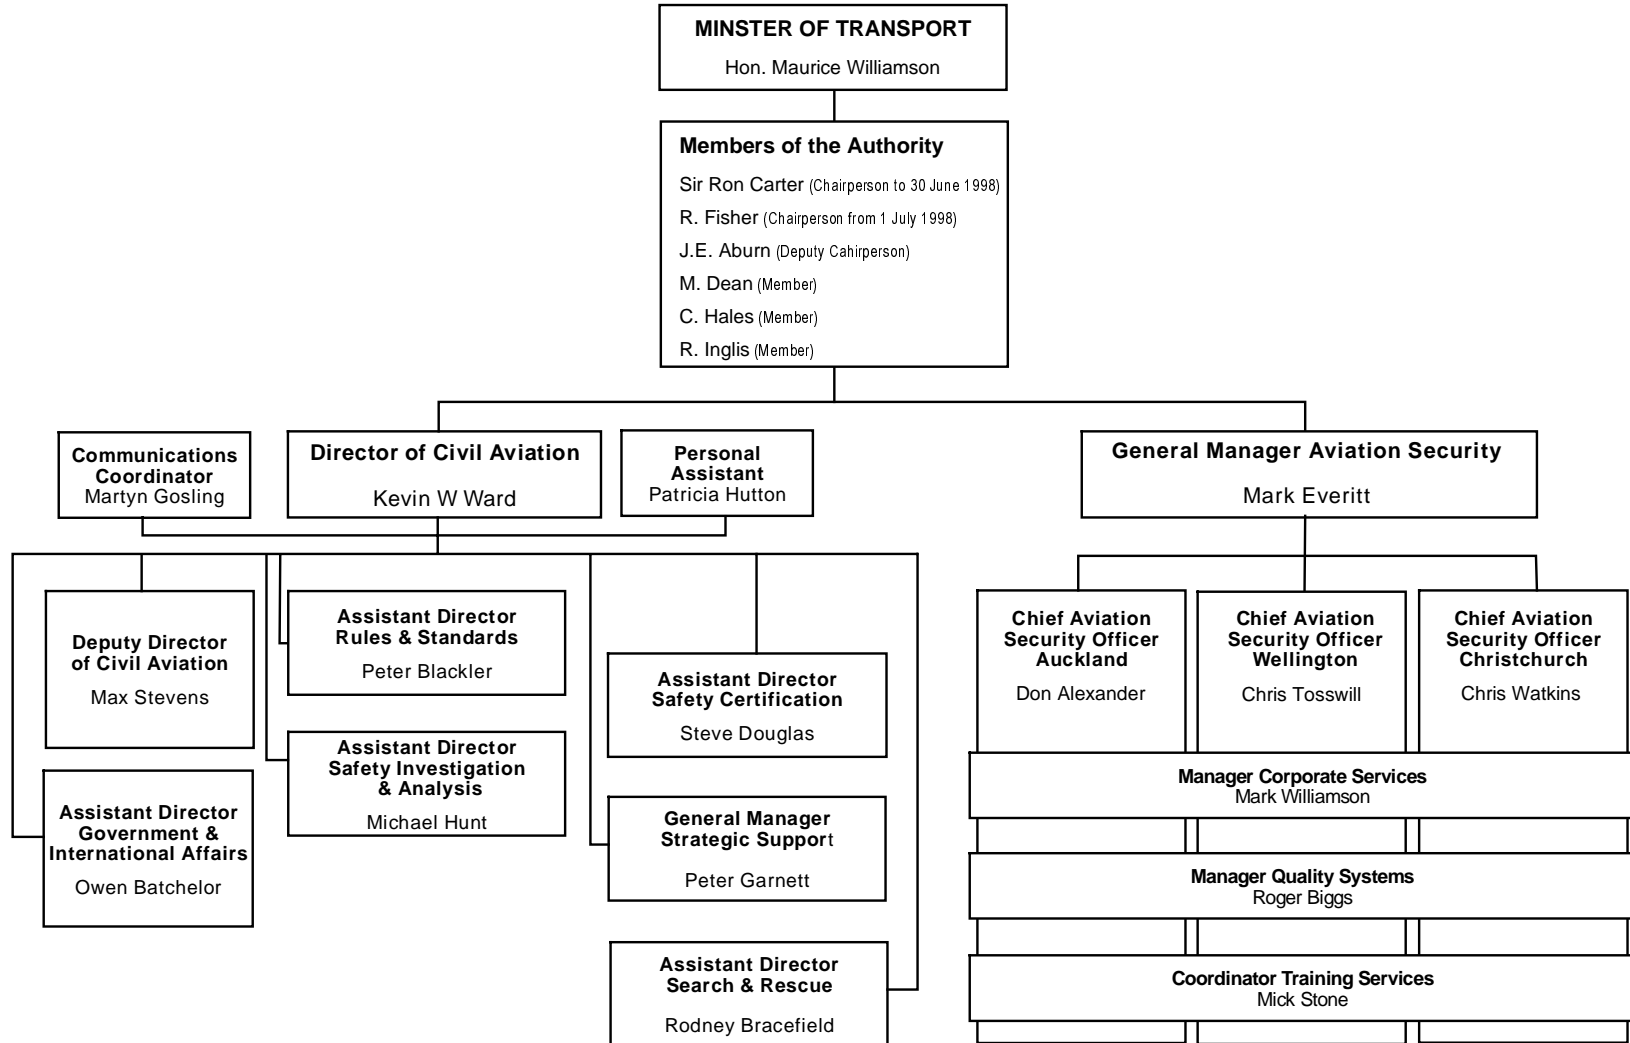 MINSTER OF TRANSPORT
Hon. Maurice Williamson
Members of the Authority
Sir Ron Carter (Chairperson to 30 June 1998)
R. Fisher (Chairperson from 1 July 1998)
J.E. Aburn (Deputy Cahirperson)
M. Dean (Member)
C. Hales (Member)
R. Inglis (Member)
Communications
Coordinator
Martyn Gosling
Director of Civil Aviation
Kevin W Ward
Personal
Assistant
Patricia Hutton
General Manager Aviation Security
Mark Everitt
Deputy Director
of Civil Aviation
Max Stevens
Assistant Director
Rules & Standards
Peter Blackler
Assistant Director
Safety Certification
Steve Douglas
Assistant Director
Safety Investigation
& Analysis
Michael Hunt
Assistant Director
Government &
International Affairs
Owen Batchelor
General Manager
Strategic Support
Peter Garnett
Assistant Director
Search & Rescue
Rodney Bracefield
Chief Aviation
Security Officer
Auckland
Don Alexander
Chief Aviation
Security Officer
Wellington
Chris Tosswill
Chief Aviation
Security Officer
Christchurch
Chris Watkins
Manager Corporate Services
Mark Williamson
Manager Quality Systems
Roger Biggs
Coordinator Training Services
Mick Stone